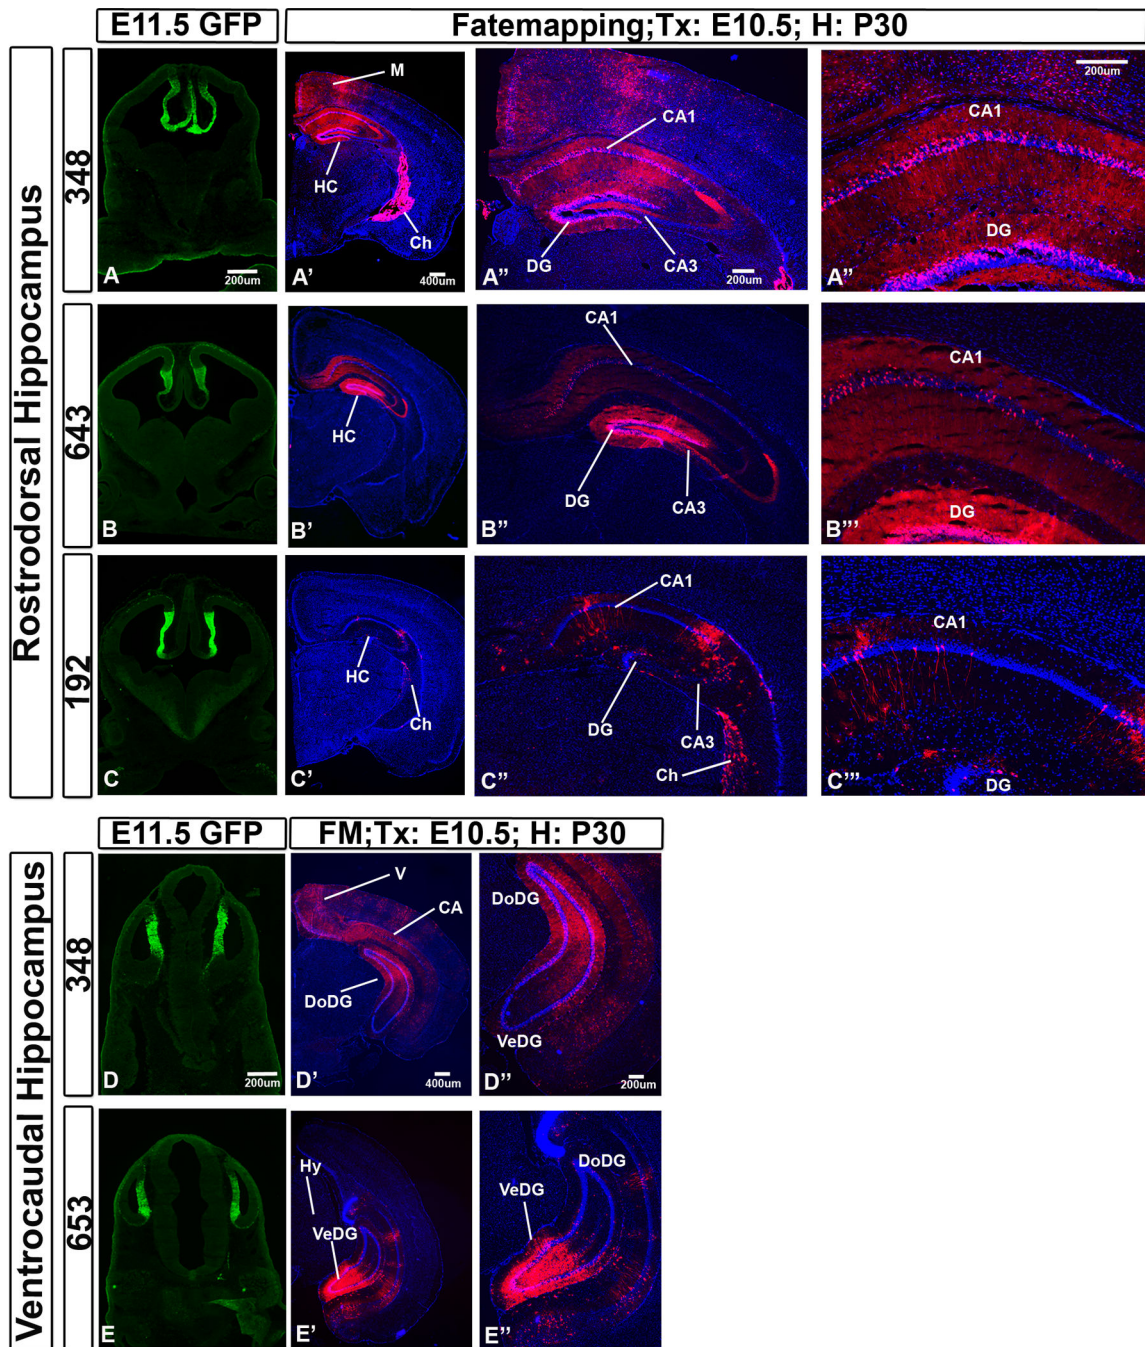 E11.5 GFP
Fatemapping;Tx: E10.5; H: P30
Rostrodorsal Hippocampus
348
A
200um
M
HC
Ch
A'
400um
CA1
DG
CA3
A"
200um
200um
CA1
DG
A"
643
B
HC
B'
CA1
DG
CA3
B"
CA1
DG
B"'
192
C
HC
Ch
C'
CA1
DG
CA3
Ch
C"
CA1
DG
C"'
E11.5 GFP
FM;Tx: E10.5; H: P30
Ventrocaudal Hippocampus
348
D
200um
V
CA
DoDG
D'
400um
DoDG
VeDG
D"
200um
653
E
Hy
VeDG
E'
DoDG
VeDG
E"